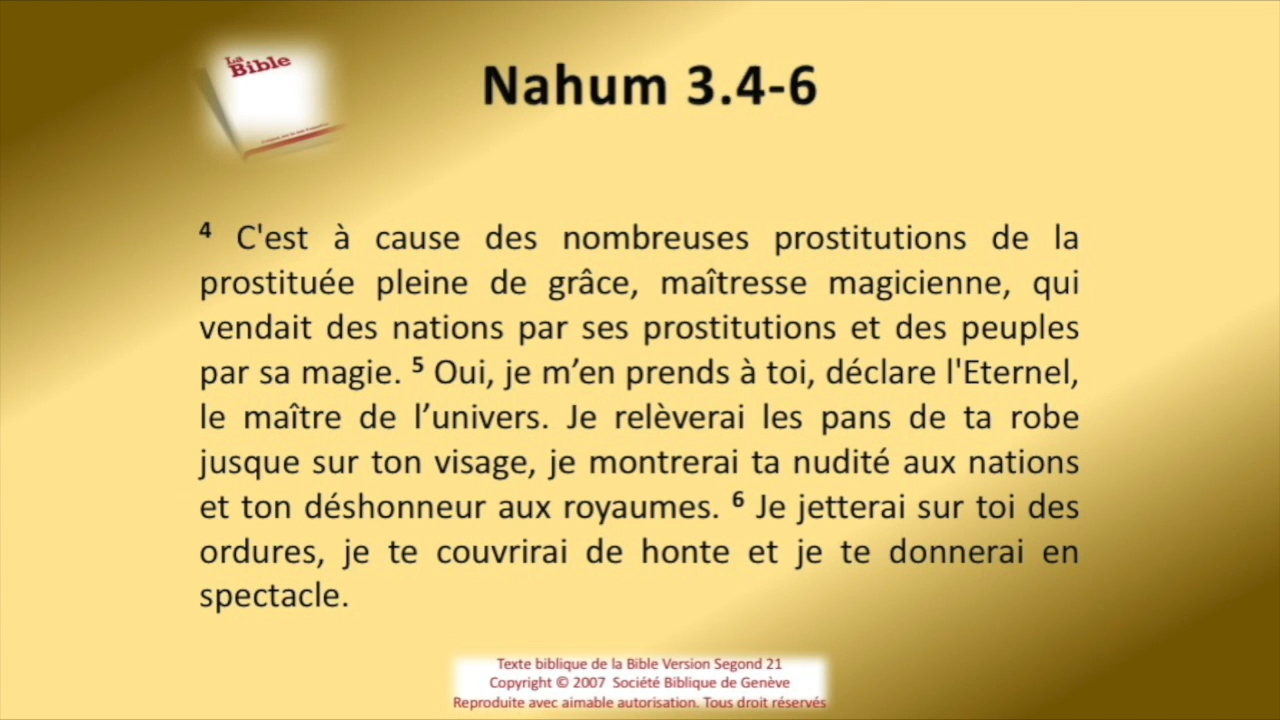 La
Bible
Nahum 3.4-6
4 C'est à cause des nombreuses prostitutions de la
prostituée pleine de grâce, maîtresse magicienne, qui
vendait des nations par ses prostitutions et des peuples
par sa magie. 5 Oui, je m’en prends à toi, déclare l'Eternel,
le maître de l’univers. Je relèverai les pans de ta robe
jusque sur ton visage, je montrerai ta nudité aux nations
et ton déshonneur aux royaumes. 6 Je jetterai sur toi des
ordures, je te couvrirai de honte et je te donnerai en
spectacle.
Texte biblique de la Bible Version Segond 21
Copyright © 2007 Société Biblique de Genève
Reproduite avec aimable autorisation. Tous droit réservés